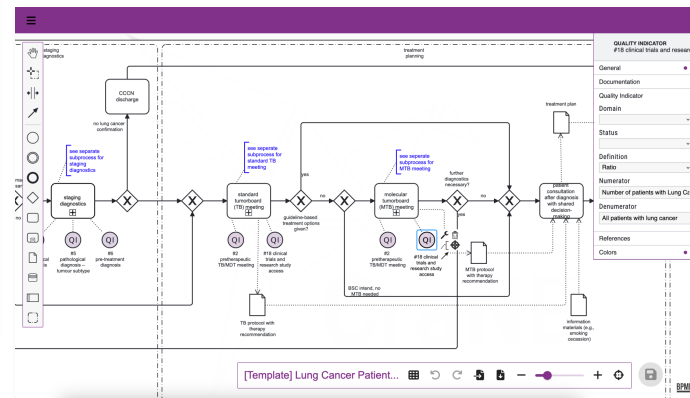 staging
diagnostics
treatment
planning
CCCN
discharge
no lung cancer
confirmation
see seperate
subprocess for
staging
diagnostics
see seperate
subprocess for
standard TB
meeting
see seperate
subprocess for
MTB meeting
staging
diagnostics
no
standard
tumorboard
(TB) meeting
yes
no
guideline-based
treatment options
given?
molecular
tumorboard
(MTB) meeting
further
diagnostics
necessary?
no
yes
treatment plan
patient
consultation
after diagnosis
with shared
decision-
making
QI
#5
pathological
diagnosis –
tumour subtype
QI
#6
pre-treatment
diagnosis
QI
#2
pretherapeutic
TB/MDT meeting
QI
#18 clinical
trials and
research study
access
QI
#2
pretherapeutic
TB/MDT meeting
QI
#18 clinical
trials and
research study
access
MTB protocol
with therapy
recommendation
BSC intend, no
MTB needed
TB protocol with
therapy
recommendation
information
materials (e.g.,
smoking
cecession)
QUALITY INDICATOR
#18 clinical trials and resear
General
Documentation
Quality Indicator
Domain
Status
Definition
Ratio
Numerator
Number of patients with Lung Ca
Denumerator
All patients with lung cancer
References
Colors
[Template] Lung Cancer Patient...